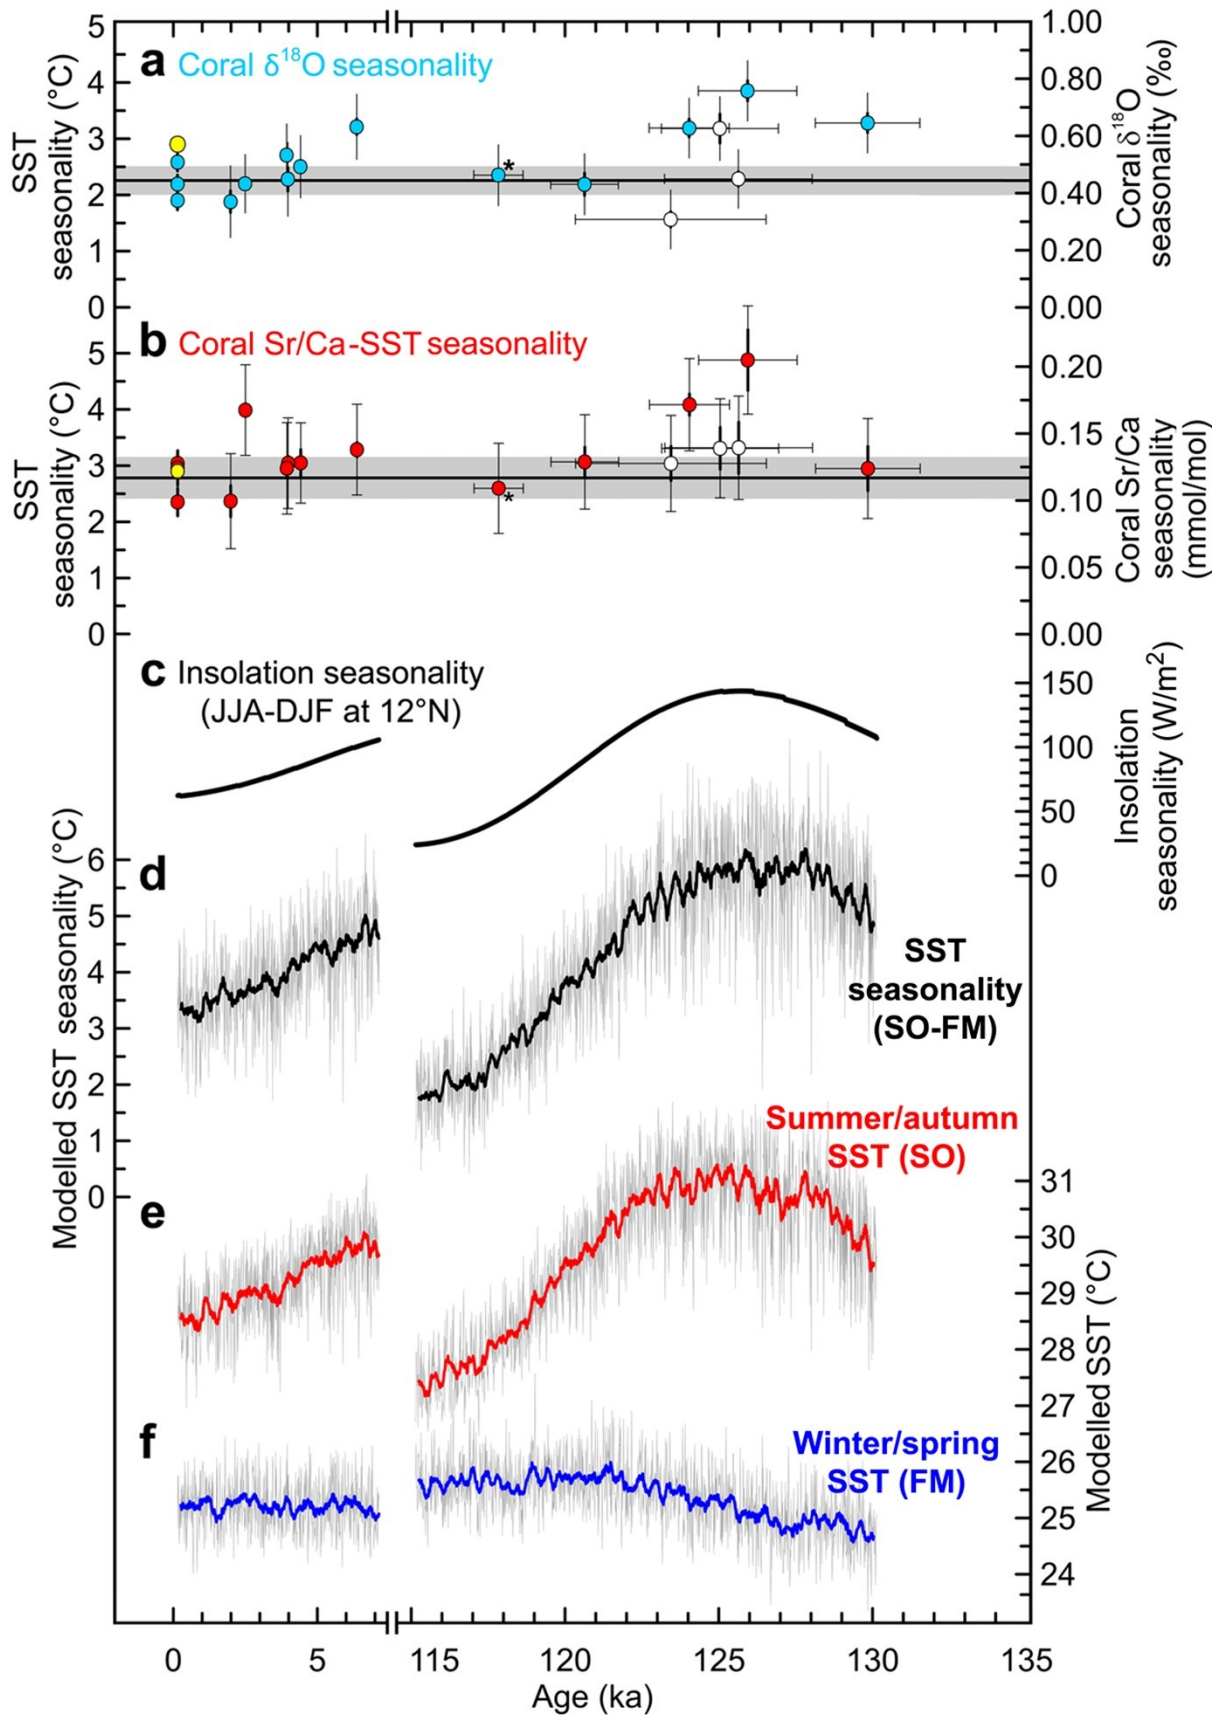 a Coral δ¹⁸O seasonality
SST
seasonality (°C)
5
4
3
2
1
0
*
1.00
0.80
0.60
0.40
0.20
0.00
Coral δ¹⁸O
seasonality (‰)
b Coral Sr/Ca-SST seasonality
SST
seasonality (°C)
5
4
3
2
1
0
*
0.20
0.15
0.10
0.05
0.00
Coral Sr/Ca
seasonality
(mmol/mol)
c Insolation seasonality
(JJA-DJF at 12°N)
150
100
50
0
Insolation
seasonality (W/m²)
d
Modelled SST seasonality (°C)
6
5
4
3
2
1
0
SST
seasonality
(SO-FM)
e
Summer/autumn
SST (SO)
31
30
29
28
27
26
25
24
Modelled SST (°C)
f
Winter/spring
SST (FM)
0 5 115 120 125 130 135
Age (ka)